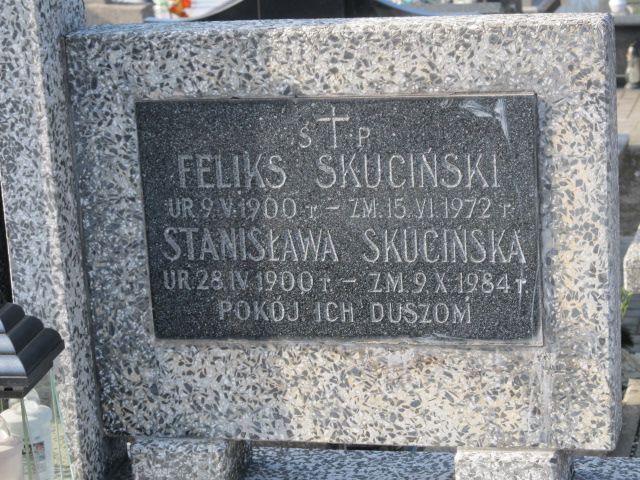 Ś P
FELIKS SKUCIŃSKI
UR. 9.V.1900 r. – ZM. 15.VI.1972 r.
STANISŁAWA SKUCIŃSKA
UR. 28.IV.1900 r. – ZM. 9.X.1984 r.
POKÓJ ICH DUSZOM